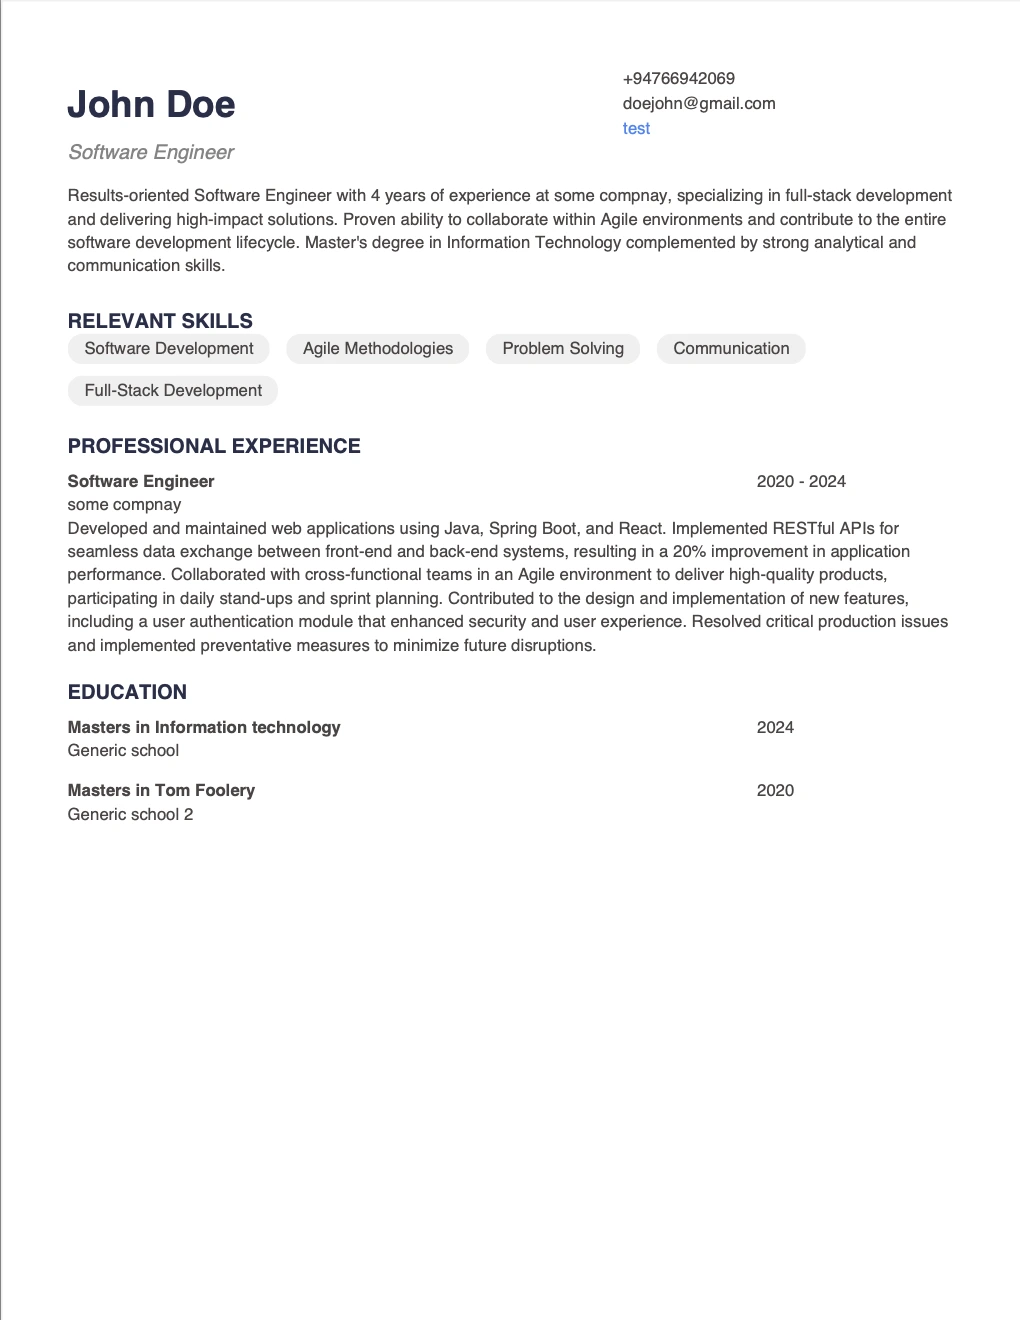 John Doe
Software Engineer
+94766942069
doejohn@gmail.com
test
Results-oriented Software Engineer with 4 years of experience at some compnay, specializing in full-stack development
and delivering high-impact solutions. Proven ability to collaborate within Agile environments and contribute to the entire
software development lifecycle. Master's degree in Information Technology complemented by strong analytical and
communication skills.
RELEVANT SKILLS
Software Development Agile Methodologies Problem Solving Communication
Full-Stack Development
PROFESSIONAL EXPERIENCE
Software Engineer 2020 - 2024
some compnay
Developed and maintained web applications using Java, Spring Boot, and React. Implemented RESTful APIs for
seamless data exchange between front-end and back-end systems, resulting in a 20% improvement in application
performance. Collaborated with cross-functional teams in an Agile environment to deliver high-quality products,
participating in daily stand-ups and sprint planning. Contributed to the design and implementation of new features,
including a user authentication module that enhanced security and user experience. Resolved critical production issues
and implemented preventative measures to minimize future disruptions.
EDUCATION
Masters in Information technology 2024
Generic school
Masters in Tom Foolery 2020
Generic school 2